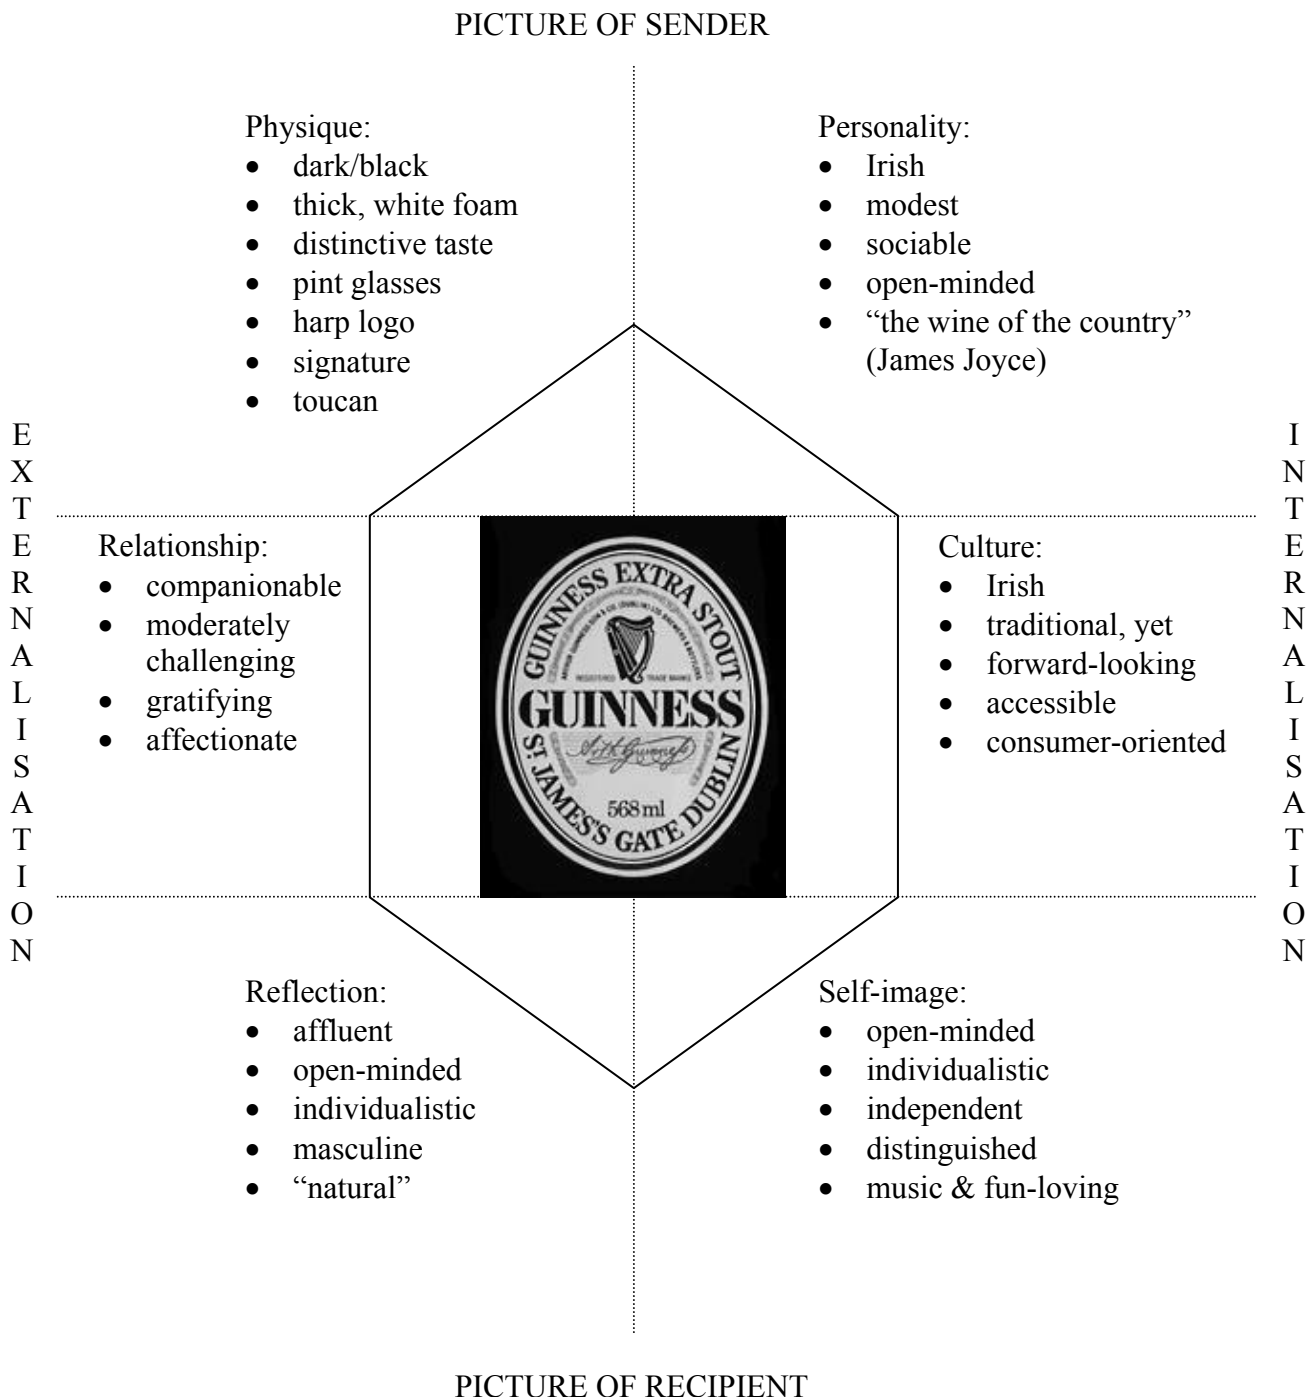 PICTURE OF SENDER
Physique:
• dark/black
• thick, white foam
• distinctive taste
• pint glasses
• harp logo
• signature
• toucan
Personality:
• Irish
• modest
• sociable
• open-minded
• “the wine of the country”
(James Joyce)
EXTERNALISATION
Relationship:
• companionable
• moderately
challenging
• gratifying
• affectionate
GUINNESS EXTRA STOUT
REGISTERED TRADE MARKS
GUINNESS
568 ml
ST. JAMES'S GATE DUBLIN
Culture:
• Irish
• traditional, yet
• forward-looking
• accessible
• consumer-oriented
INTERNALISATION
Reflection:
• affluent
• open-minded
• individualistic
• masculine
• “natural”
Self-image:
• open-minded
• individualistic
• independent
• distinguished
• music & fun-loving
PICTURE OF RECIPIENT